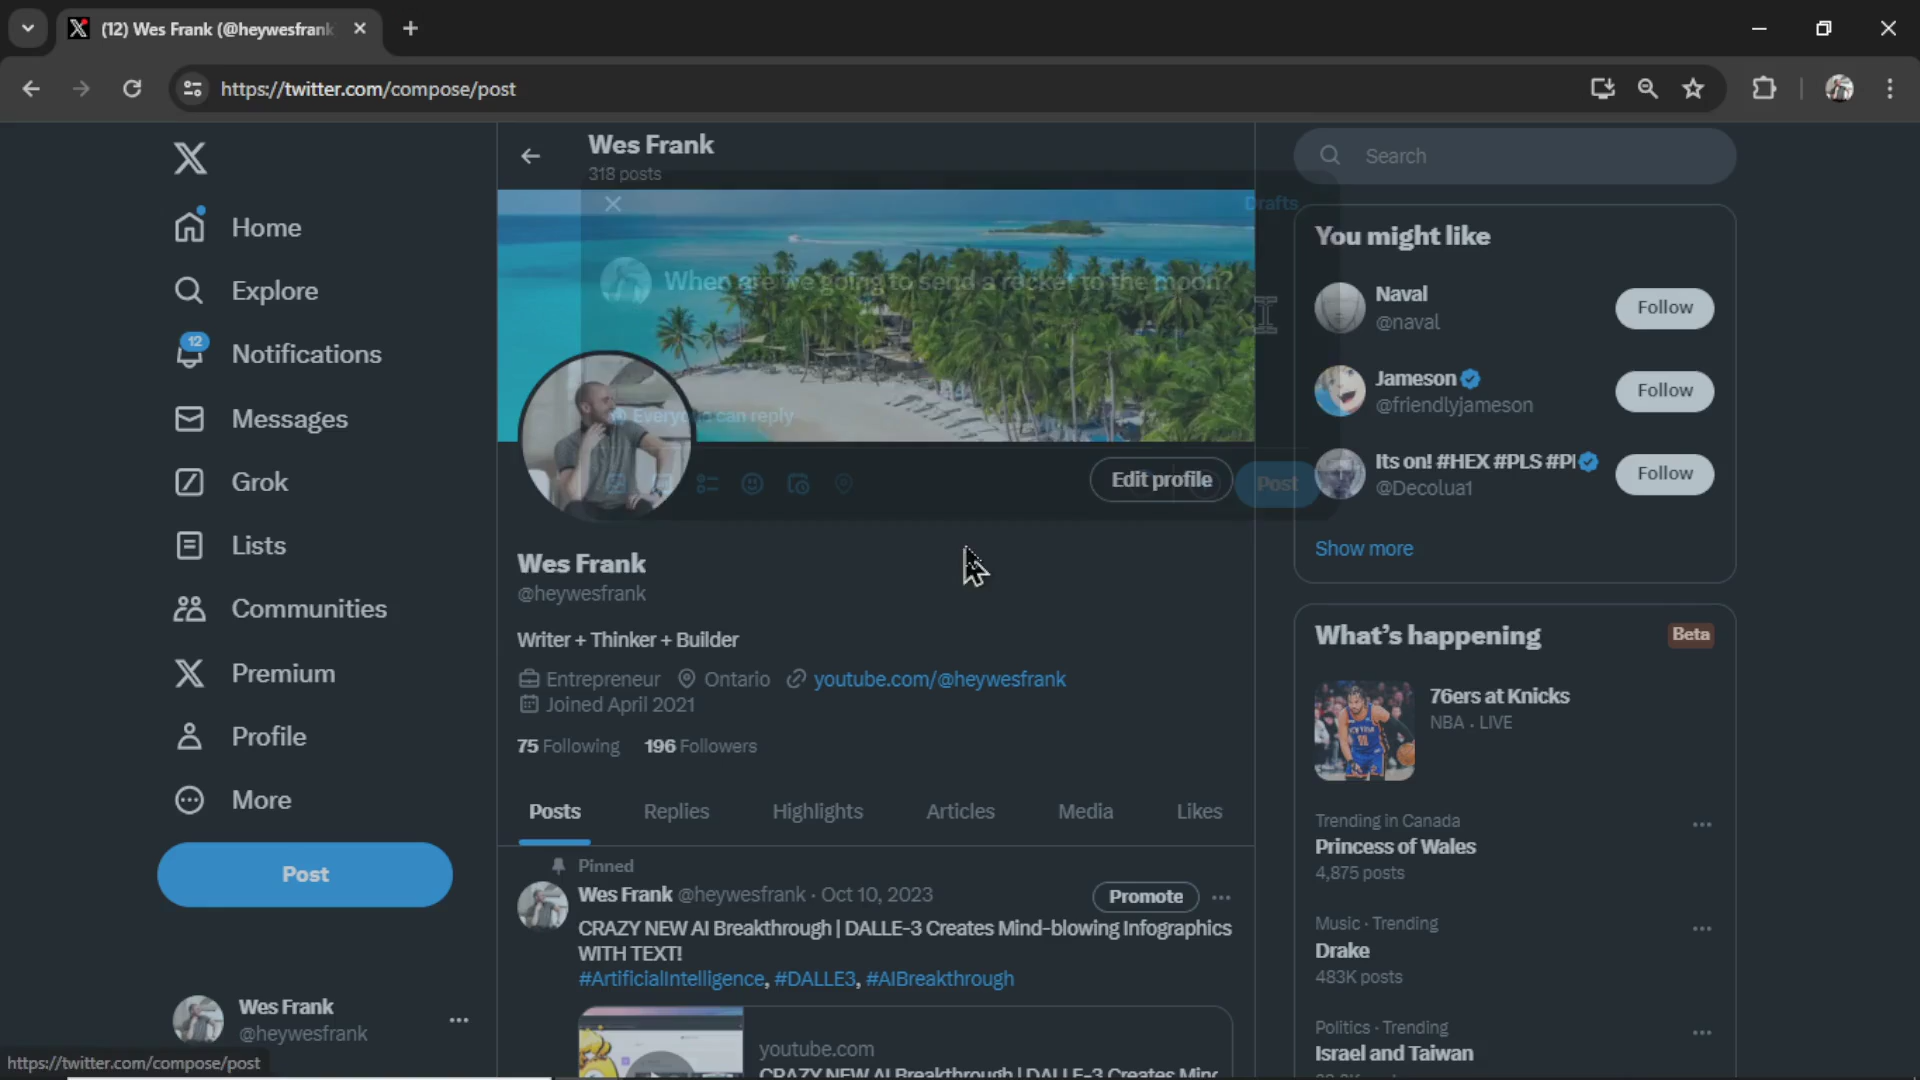 (12) Wes Frank (@heywesfrank
https://twitter.com/compose/post
Home
Explore
12
Notifications
Messages
Grok
Lists
Communities
Premium
Profile
More
Post
Wes Frank
@heywesfrank
https://twitter.com/compose/post
Wes Frank
318 posts
Drafts
When are we going to send a rocket to the moon?
Everyone can reply
Edit profile
Post
Wes Frank
@heywesfrank
Writer + Thinker + Builder
Entrepreneur Ontario youtube.com/@heywesfrank
Joined April 2021
75 Following 196 Followers
Posts Replies Highlights Articles Media Likes
Pinned
Wes Frank @heywesfrank · Oct 10, 2023
Promote
CRAZY NEW AI Breakthrough | DALLE-3 Creates Mind-blowing Infographics
WITH TEXT!
#ArtificialIntelligence, #DALLE3, #AIBreakthrough
youtube.com
CRAZY NEW AI Breakthrough | DALLE-3 Creates Minc
Search
You might like
Naval
@naval
Follow
Jameson
@friendlyjameson
Follow
Its on! #HEX #PLS #Pl
@Decolua1
Follow
Show more
What's happening
Beta
76ers at Knicks
NBA · LIVE
Trending in Canada
Princess of Wales
4,875 posts
Music · Trending
Drake
483K posts
Politics · Trending
Israel and Taiwan